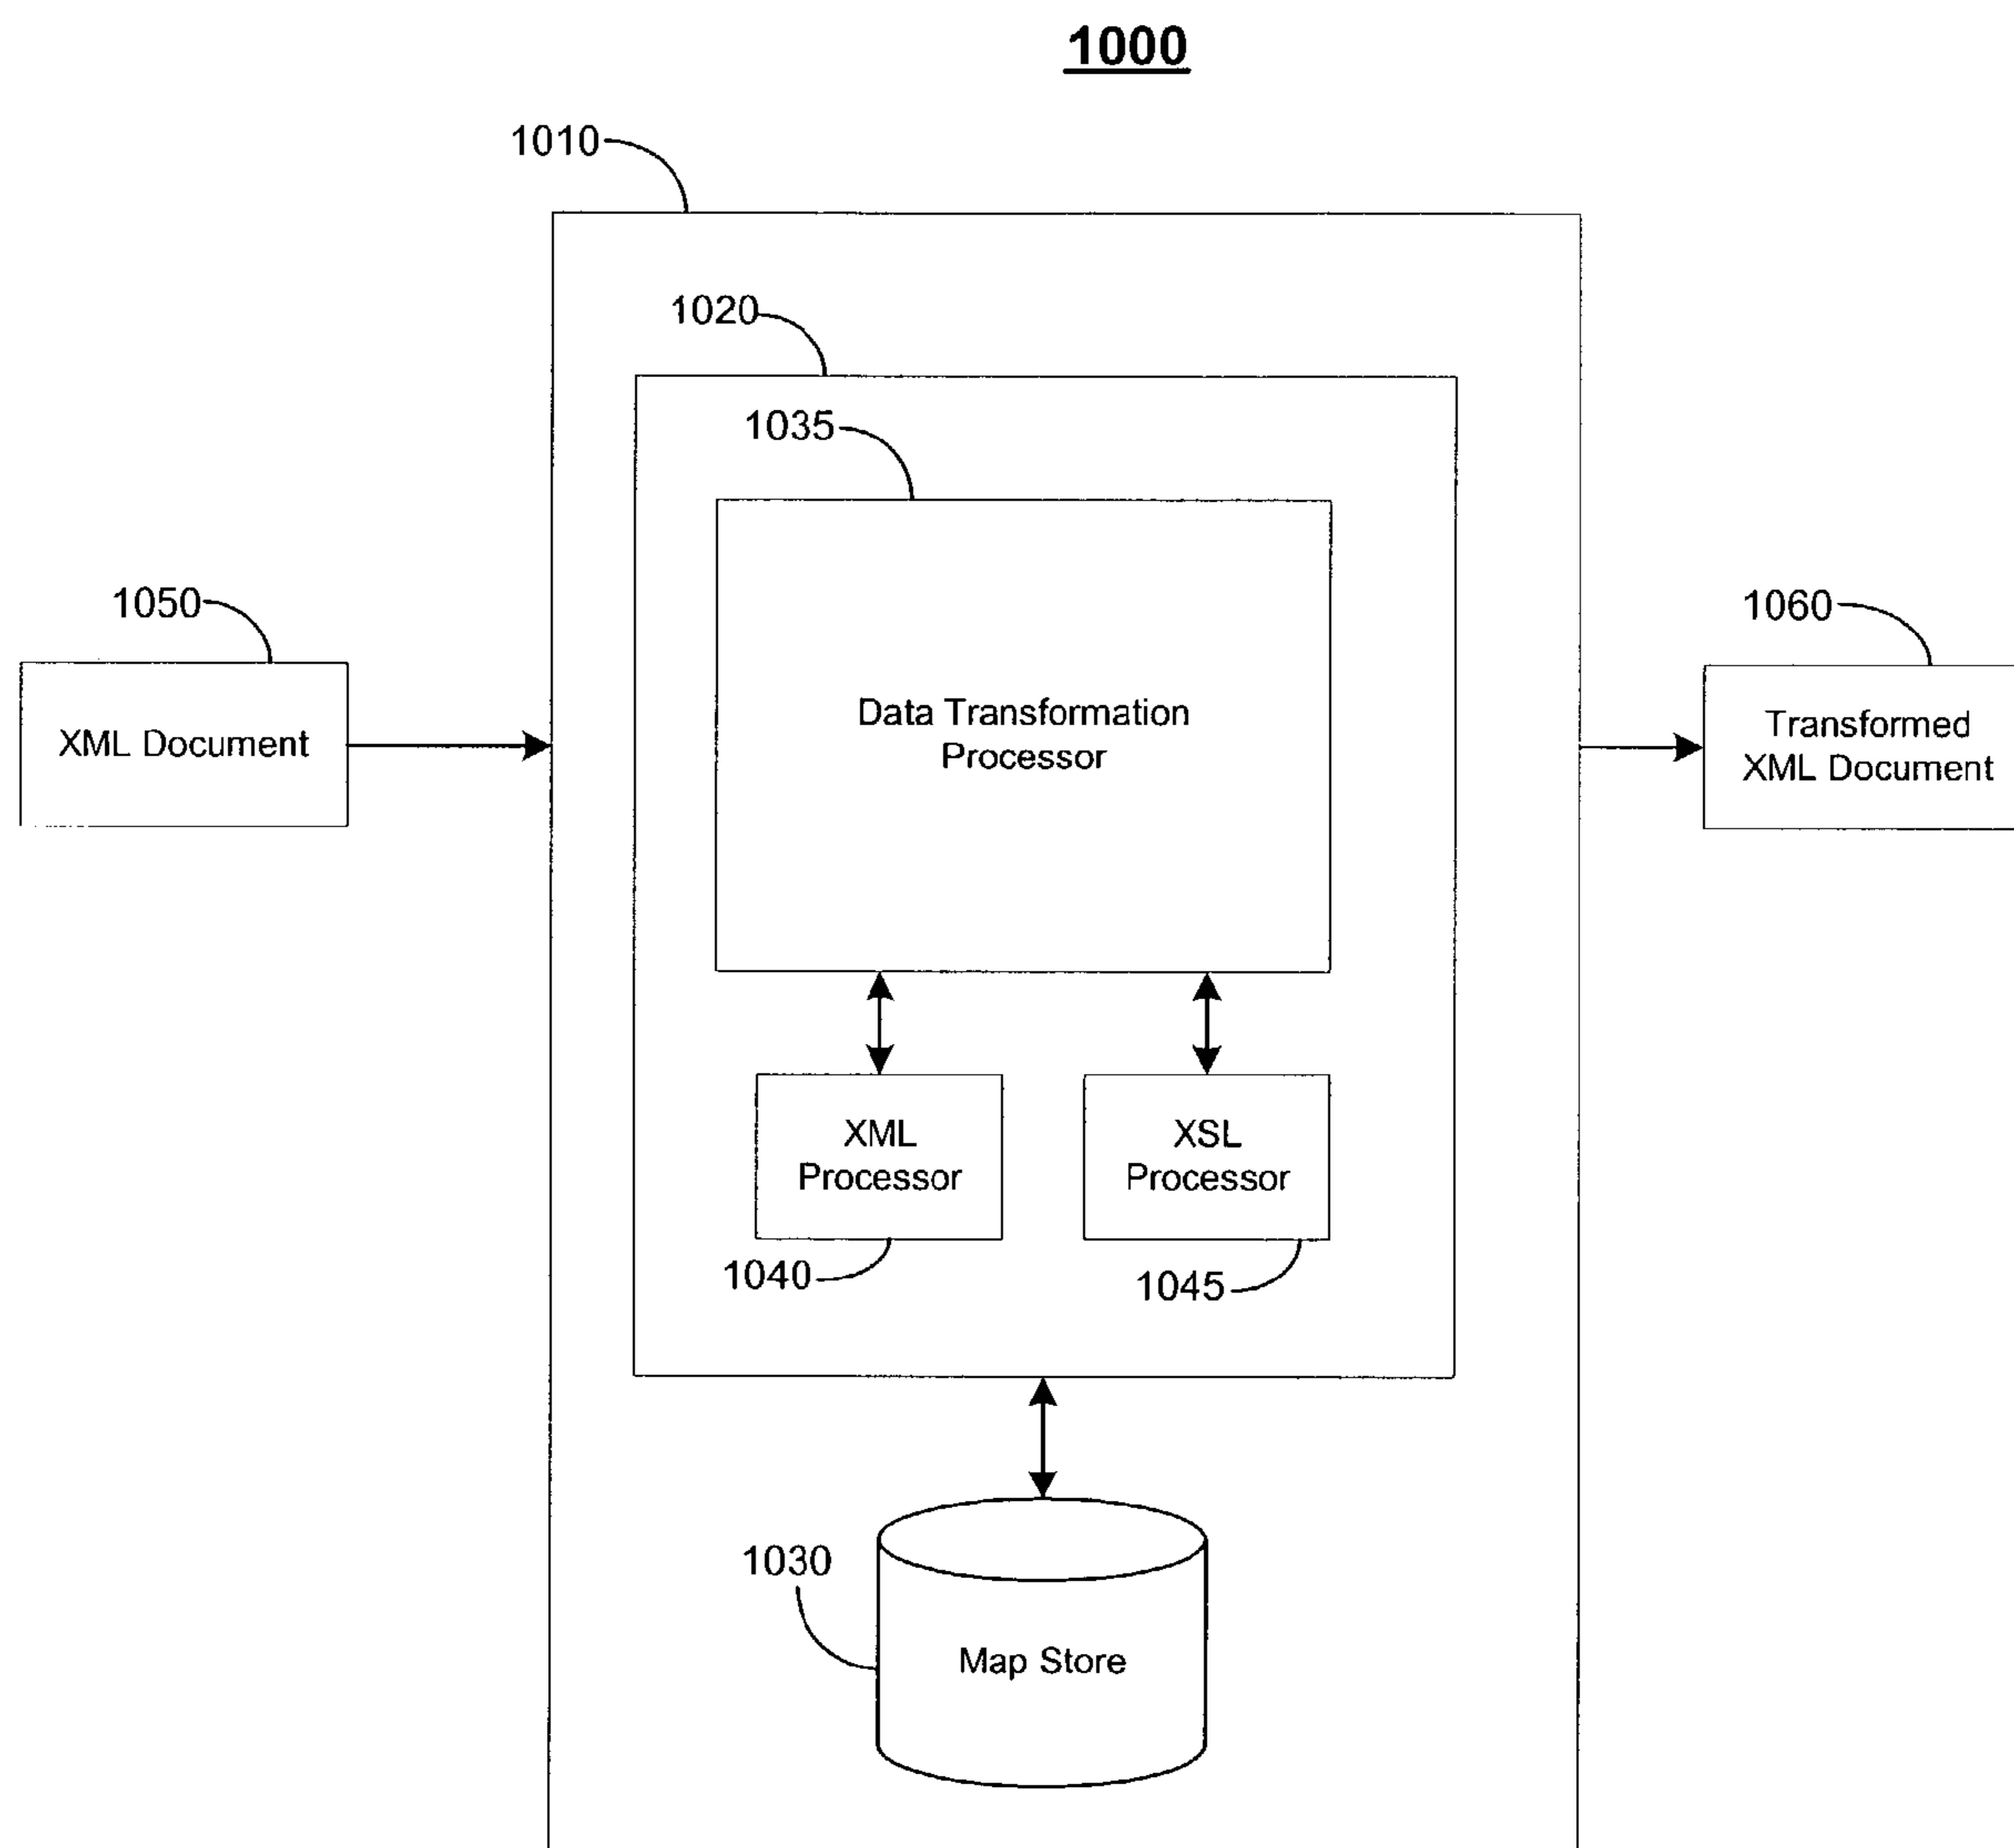 1000
1010
1020
1035
1050
1060
XML Document
Data Transformation
Processor
Transformed
XML Document
XML
Processor
XSL
Processor
1040
1045
1030
Map Store